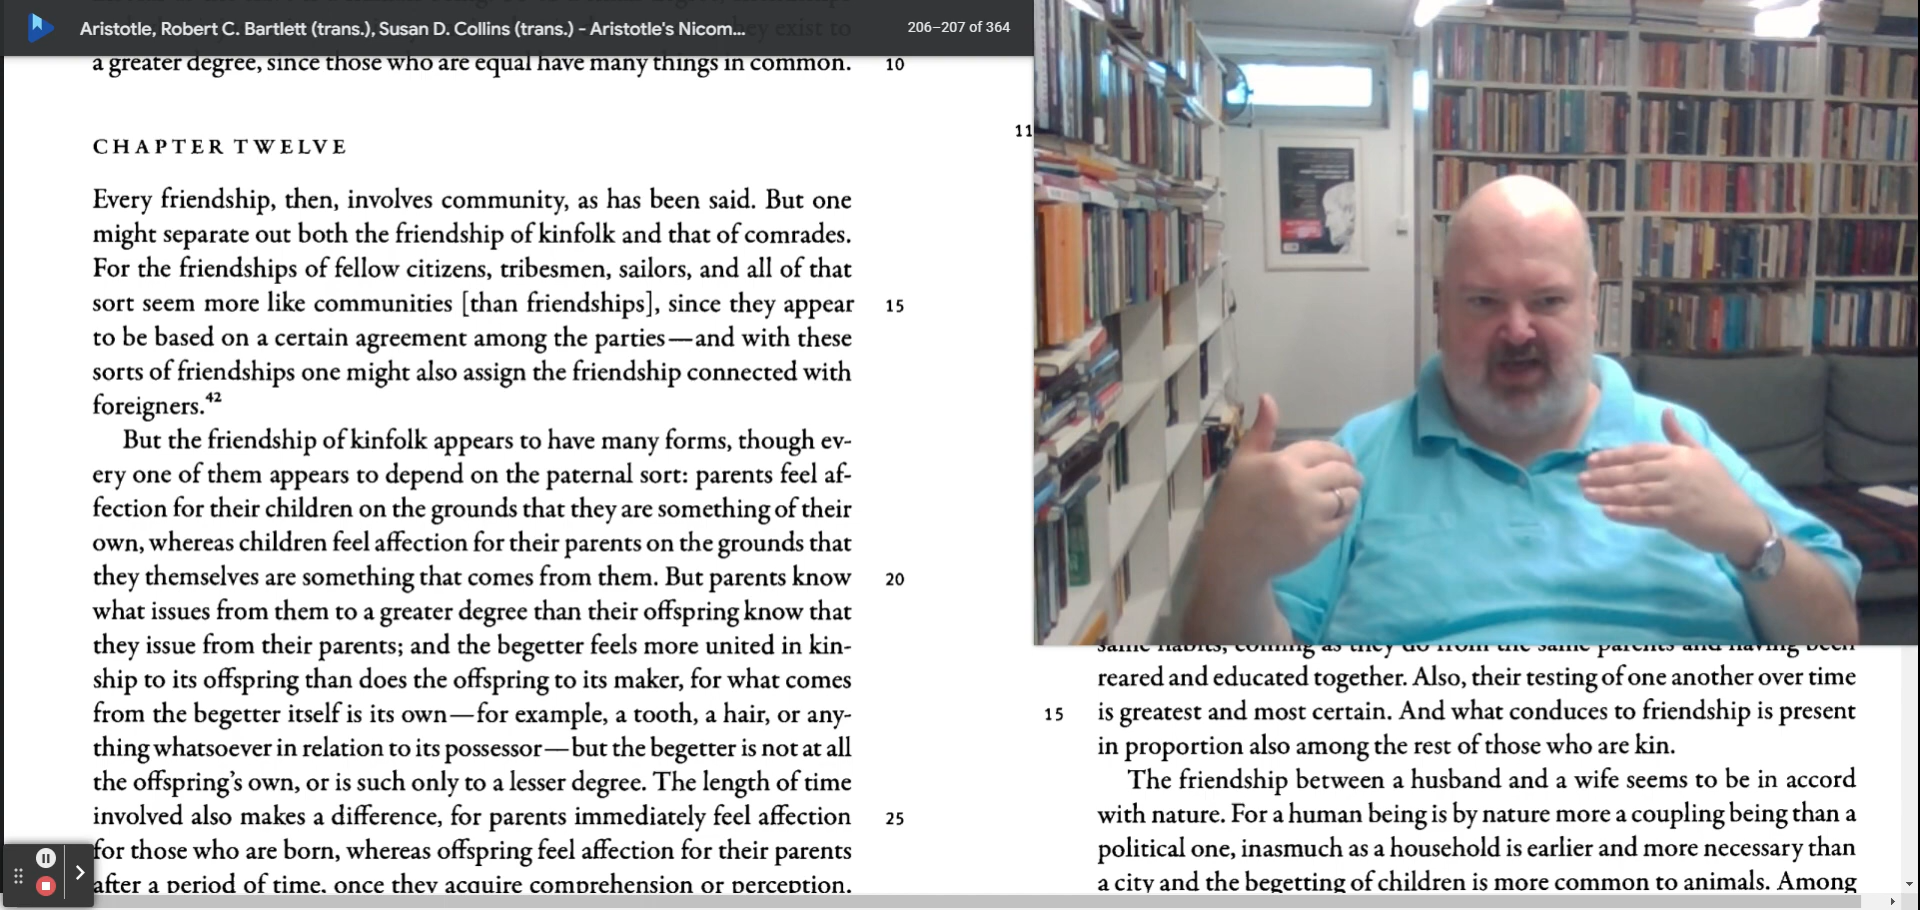 Aristotle, Robert C. Bartlett (trans.), Susan D. Collins (trans.) - Aristotle's Nicom...
206–207 of 364
a greater degree, since those who are equal have many things in common. 10
CHAPTER TWELVE
Every friendship, then, involves community, as has been said. But one
might separate out both the friendship of kinfolk and that of comrades.
For the friendships of fellow citizens, tribesmen, sailors, and all of that
sort seem more like communities [than friendships], since they appear 15
to be based on a certain agreement among the parties—and with these
sorts of friendships one might also assign the friendship connected with
foreigners.42
But the friendship of kinfolk appears to have many forms, though ev-
ery one of them appears to depend on the paternal sort: parents feel af-
fection for their children on the grounds that they are something of their
own, whereas children feel affection for their parents on the grounds that
they themselves are something that comes from them. But parents know 20
what issues from them to a greater degree than their offspring know that
they issue from their parents; and the begetter feels more united in kin-
ship to its offspring than does the offspring to its maker, for what comes
from the begetter itself is its own—for example, a tooth, a hair, or any-
thing whatsoever in relation to its possessor—but the begetter is not at all
the offspring's own, or is such only to a lesser degree. The length of time
involved also makes a difference, for parents immediately feel affection 25
for those who are born, whereas offspring feel affection for their parents
after a period of time, once they acquire comprehension or perception.
11
same habits, coming as they do from the same parents and having been
reared and educated together. Also, their testing of one another over time
15 is greatest and most certain. And what conduces to friendship is present
in proportion also among the rest of those who are kin.
The friendship between a husband and a wife seems to be in accord
with nature. For a human being is by nature more a coupling being than a
political one, inasmuch as a household is earlier and more necessary than
a city and the begetting of children is more common to animals. Among